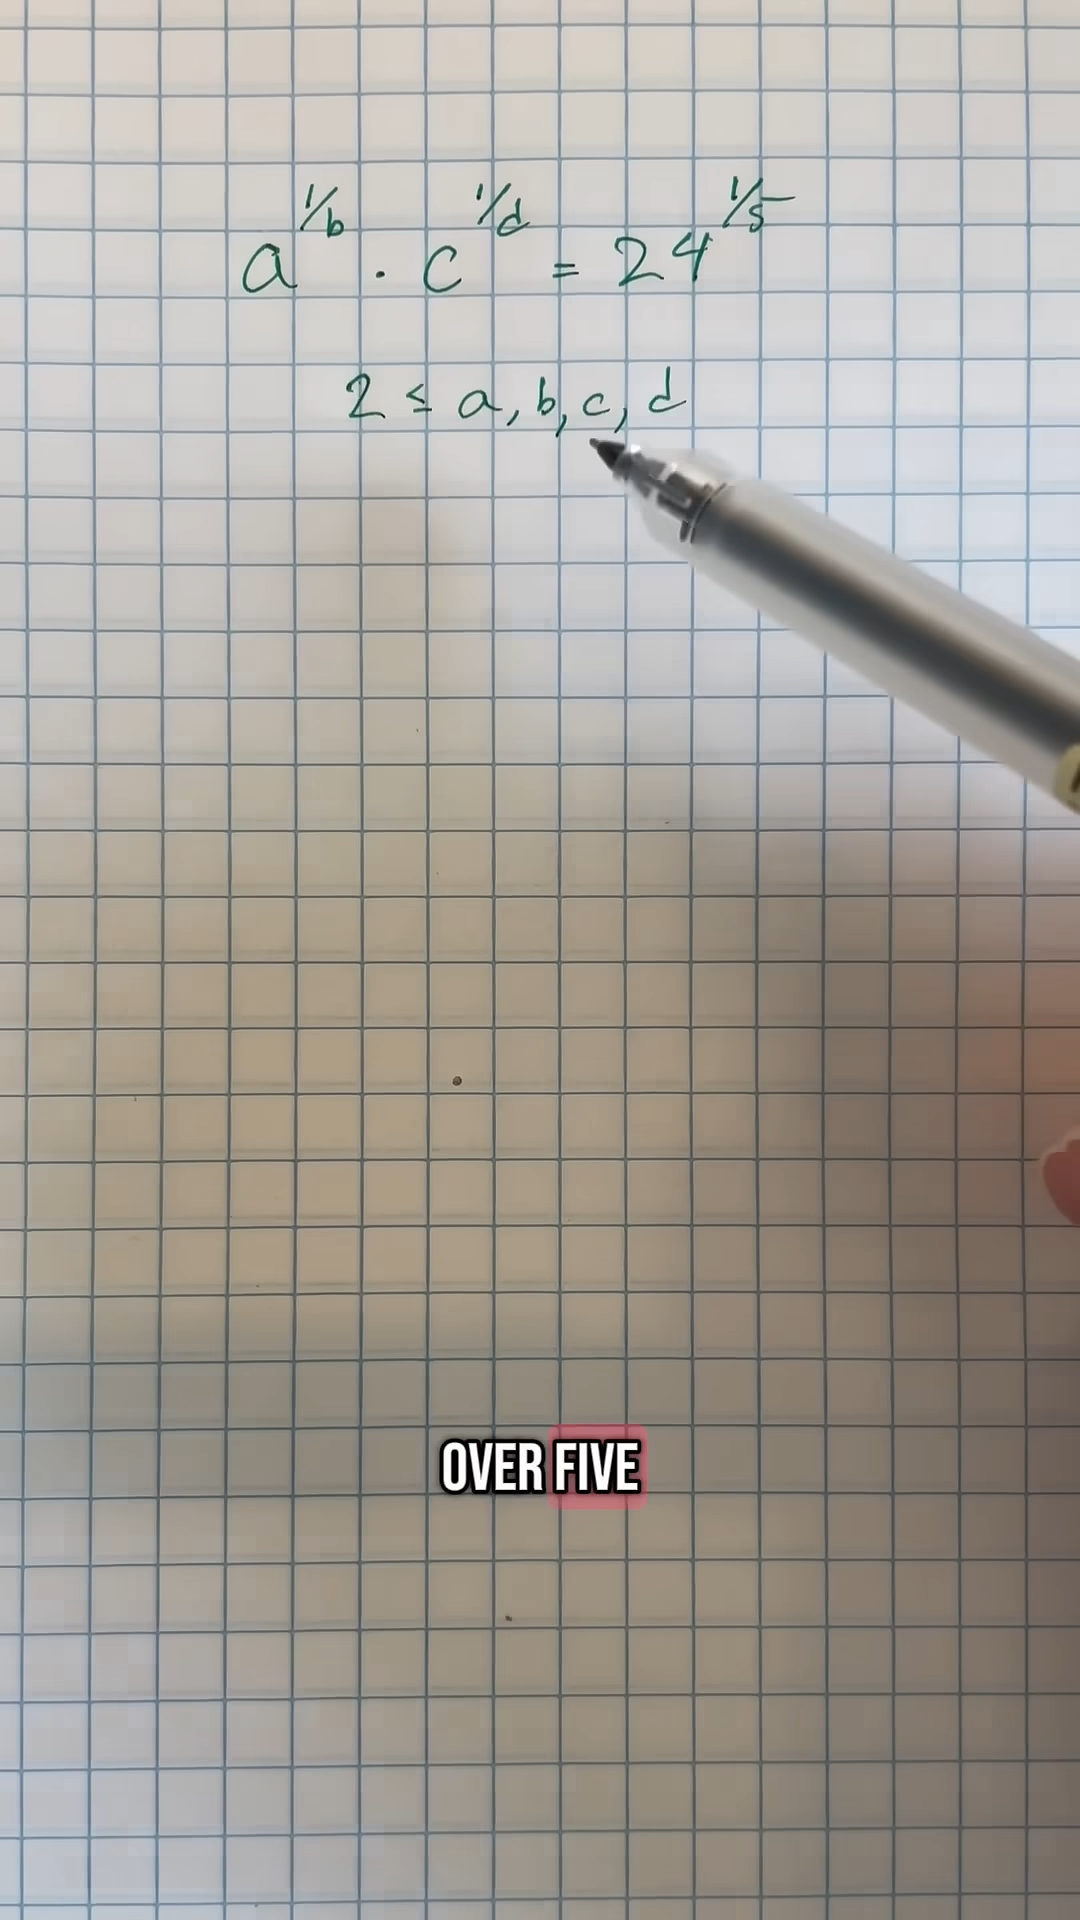 a^{1/b} · c^{1/d} = 24^{1/5}
2 ≤ a, b, c, d
OVER FIVE